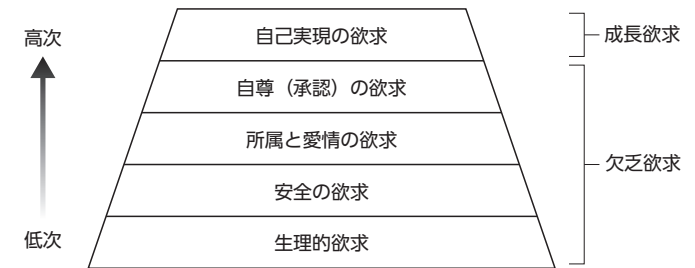 高次
自己実現の欲求
成長欲求
自尊（承認）の欲求
所属と愛情の欲求
欠乏欲求
安全の欲求
低次
生理的欲求